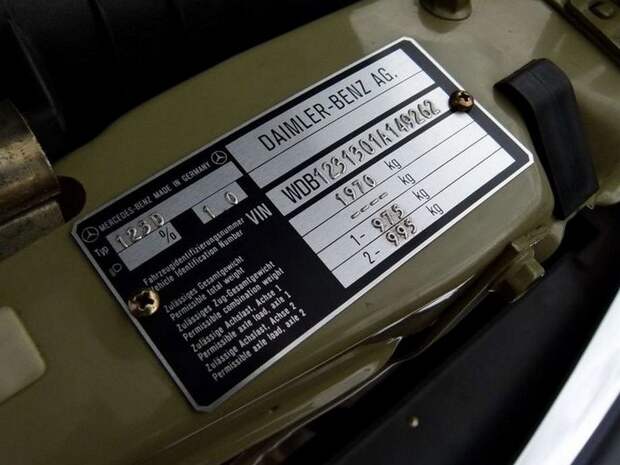 DAIMLER-BENZ AG.
MERCEDES-BENZ MADE IN GERMANY
Typ 123D % 1.0
Fahrzeugidentifizierungsnummer
Vehicle Identification Number
VIN WDB1231301A149262
Zulässiges Gesamtgewicht
Permissible total weight
1970 kg
Zulässiges Zug-Gesamtgewicht
Permissible combination weight
---- kg
Zulässige Achslast, Achse 1
Permissible axle load, axle 1
1- 975 kg
Zulässige Achslast, Achse 2
Permissible axle load, axle 2
2- 995 kg